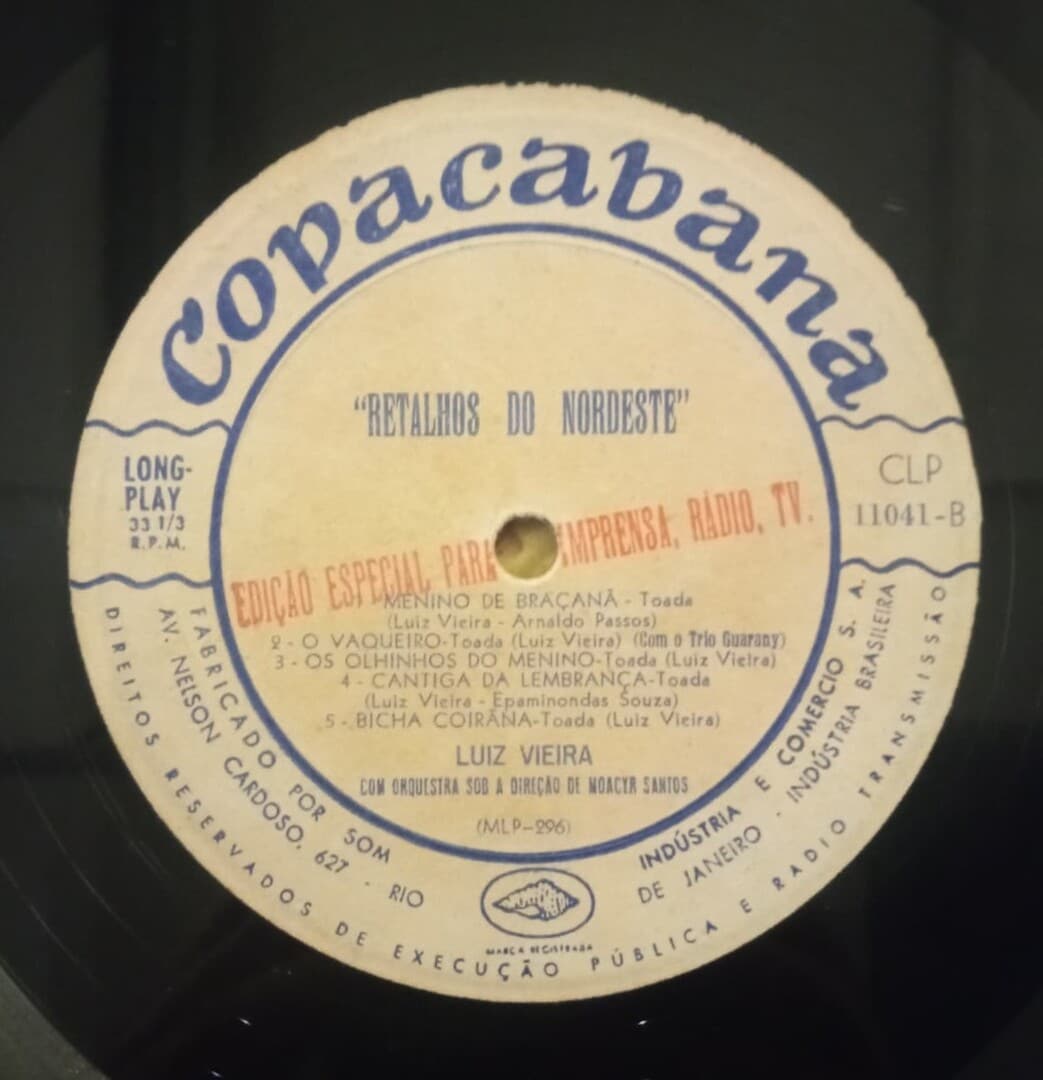 Copacabana
"RETALHOS DO NORDESTE"
LONG-
PLAY
33 1/3
R.P.M.
CLP
11041-B
EDIÇÃO ESPECIAL PARA IMPRENSA, RÁDIO, TV.
MENINO DE BRAÇANÃ - Toada
(Luiz Vieira - Arnaldo Passos)
2 - O VAQUEIRO-Toada (Luiz Vieira) (Com o Trio Guarany)
3 - OS OLHINHOS DO MENINO-Toada (Luiz Vieira)
4 - CANTIGA DA LEMBRANÇA-Toada
(Luiz Vieira - Epaminondas Souza)
5 - BICHA COIRÃNA-Toada (Luiz Vieira)
LUIZ VIEIRA
COM ORQUESTRA SOB A DIREÇÃO DE MOACYR SANTOS
(MLP-296)
FABRICADO POR SOM INDÚSTRIA E COMERCIO S. A.
AV. NELSON CARDOSO, 627 - RIO DE JANEIRO - INDÚSTRIA BRASILEIRA
MARCA REGISTRADA
DIREITOS RESERVADOS DE EXECUÇÃO PÚBLICA E RADIO TRANSMISSÃO